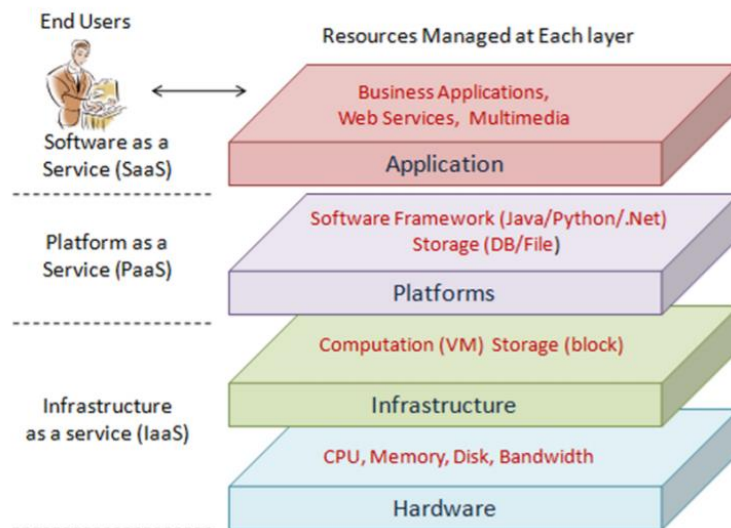 End Users
Resources Managed at Each layer
Business Applications,
Web Services, Multimedia
Application
Software as a
Service (SaaS)
Software Framework (Java/Python/.Net)
Storage (DB/File)
Platforms
Platform as a
Service (PaaS)
Computation (VM) Storage (block)
Infrastructure
Infrastructure
as a service (IaaS)
CPU, Memory, Disk, Bandwidth
Hardware